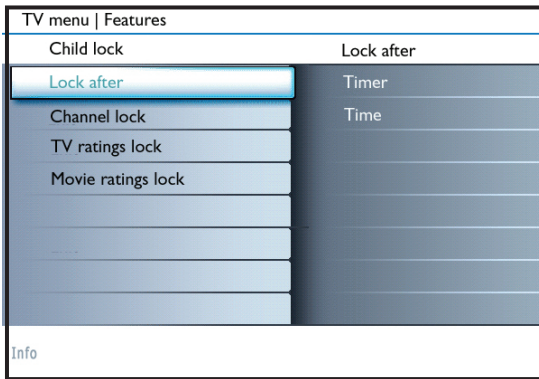 TV menu | Features
Child lock
Lock after
Lock after
Timer
Channel lock
Time
TV ratings lock
Movie ratings lock
Info